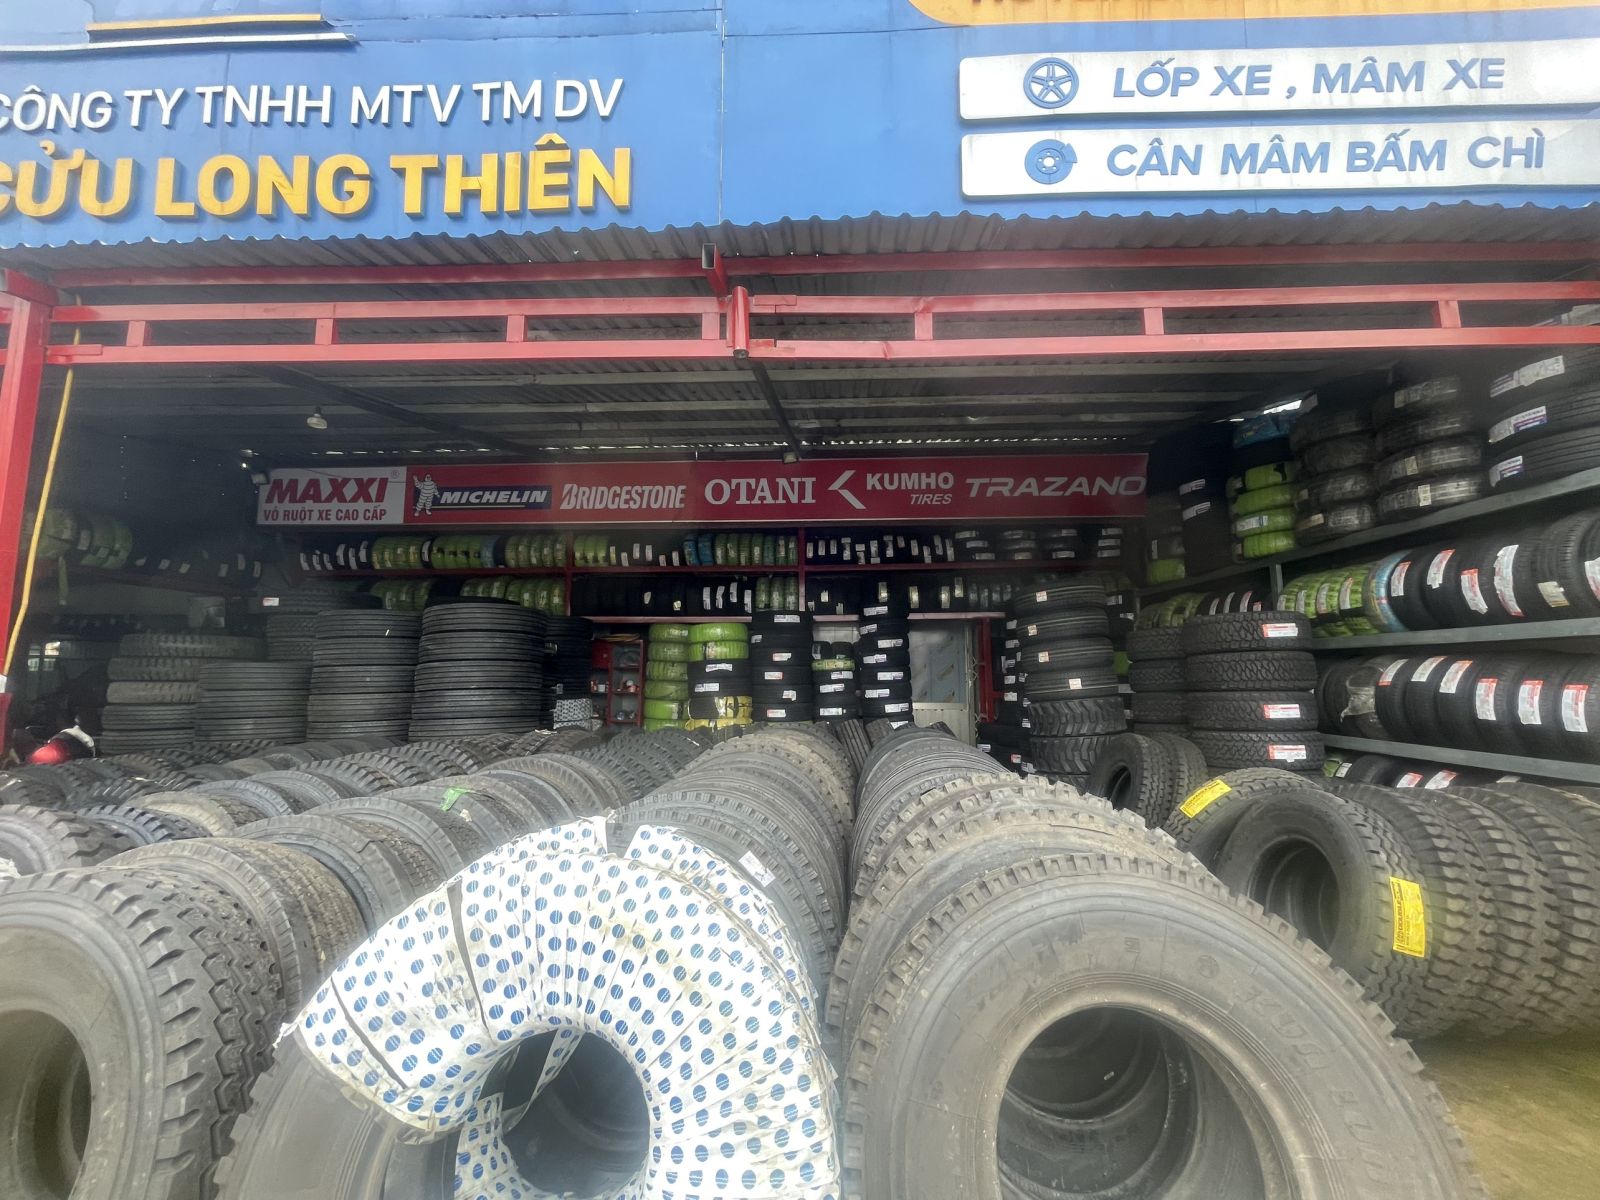 CÔNG TY TNHH MTV TM DV
CỬU LONG THIÊN
LỐP XE , MÂM XE
CÂN MÂM BẤM CHÌ
MAXXI®
VỎ RUỘT XE CAO CẤP
MICHELIN
BRIDGESTONE
OTANI
KUMHO
TIRES
TRAZANO